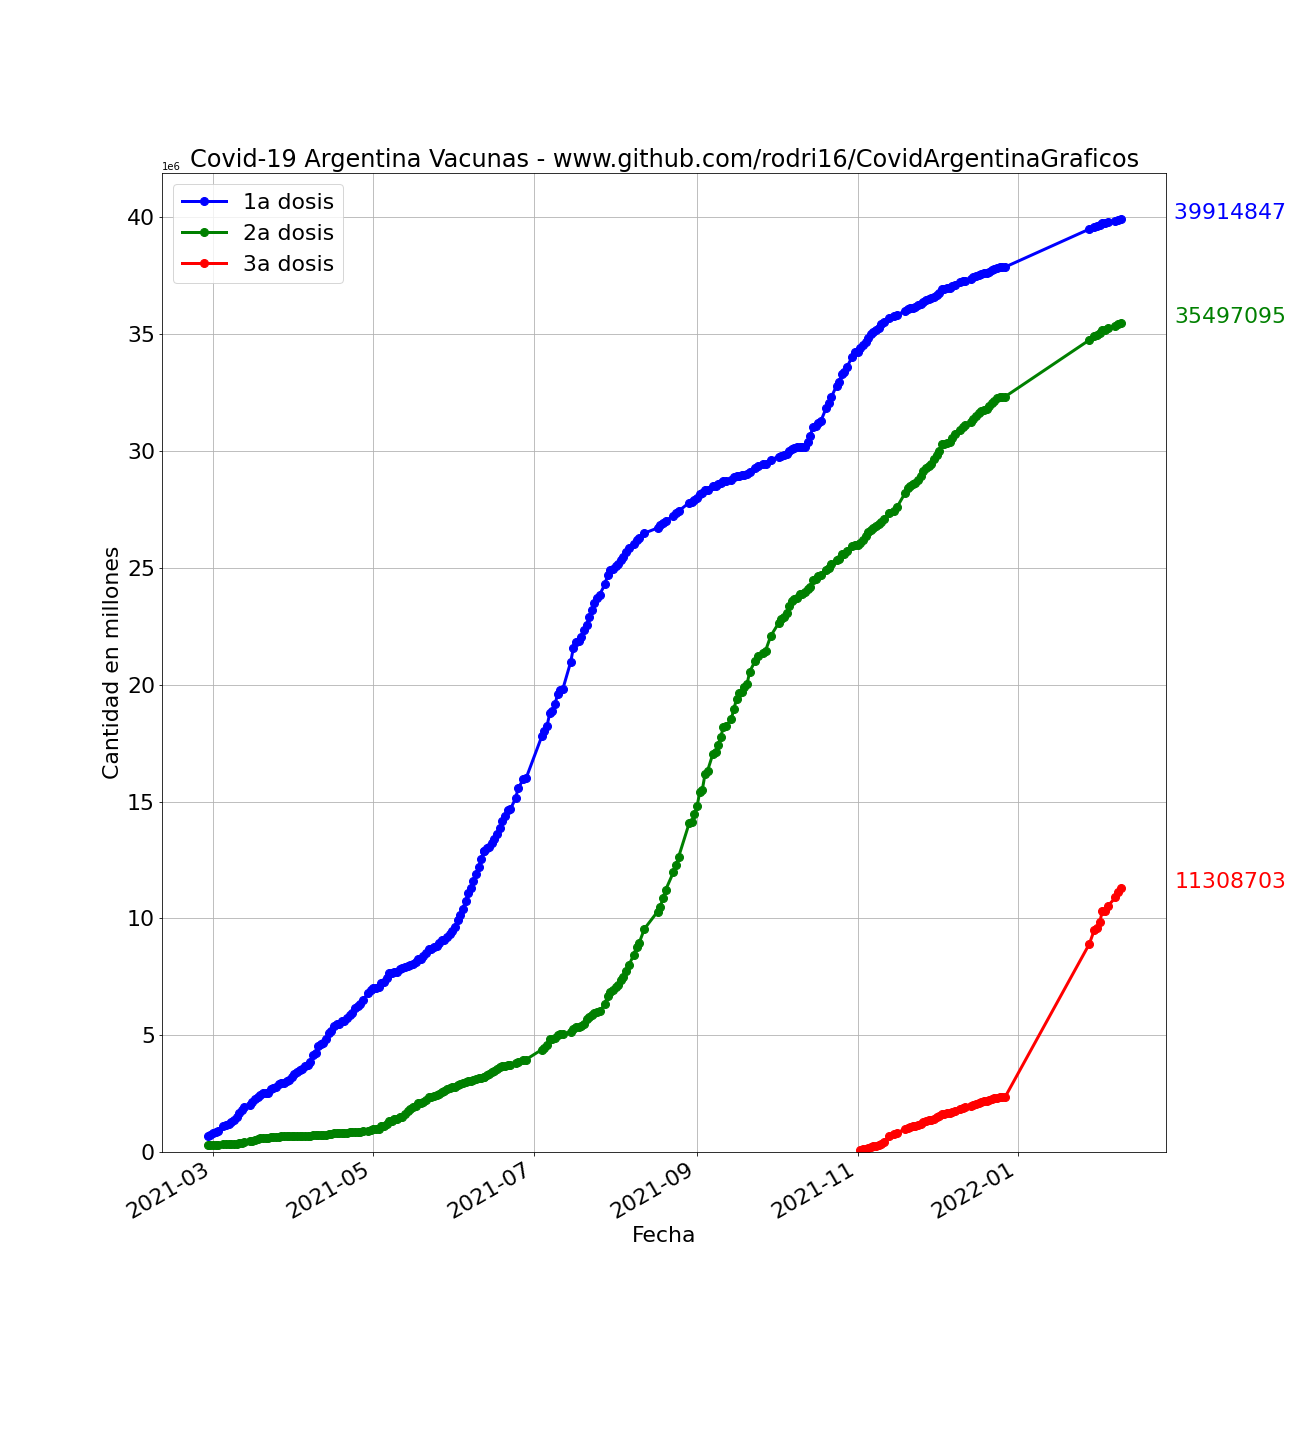 Covid-19 Argentina Vacunas - www.github.com/rodri16/CovidArgentinaGraficos
1e6
1a dosis
2a dosis
3a dosis
40
35
30
25
20
15
10
5
0
Cantidad en millones
39914847
35497095
11308703
2021-03
2021-05
2021-07
2021-09
2021-11
2022-01
Fecha